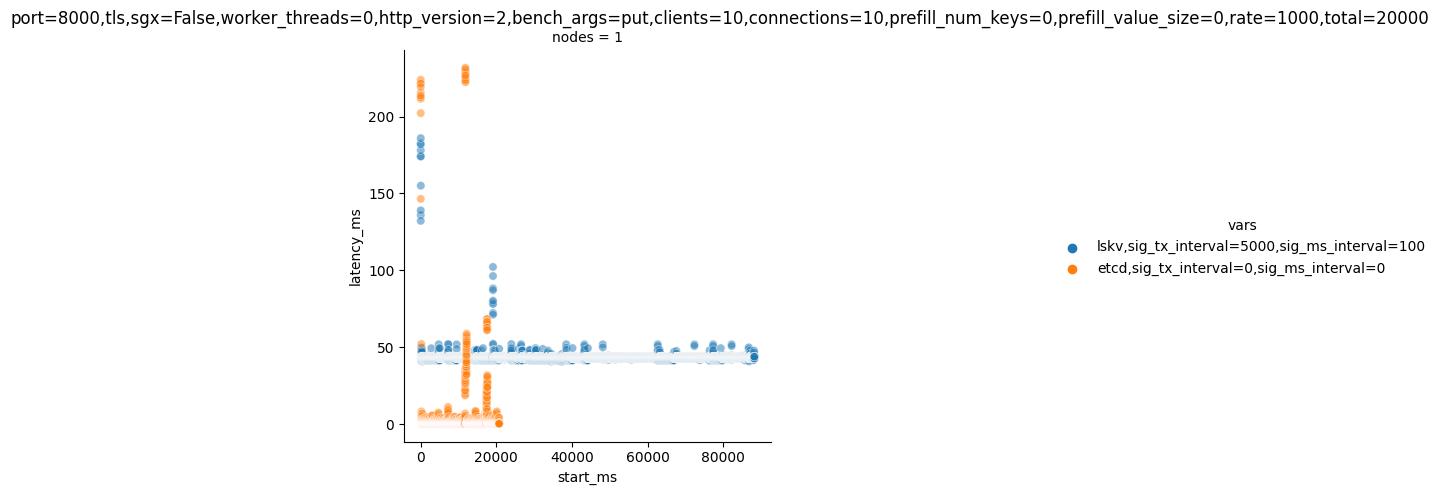 port=8000,tls,sgx=False,worker_threads=0,http_version=2,bench_args=put,clients=10,connections=10,prefill_num_keys=0,prefill_value_size=0,rate=1000,total=20000
nodes = 1
200
150
100
50
0
latency_ms
0 20000 40000 60000 80000
start_ms
vars
lskv,sig_tx_interval=5000,sig_ms_interval=100
etcd,sig_tx_interval=0,sig_ms_interval=0